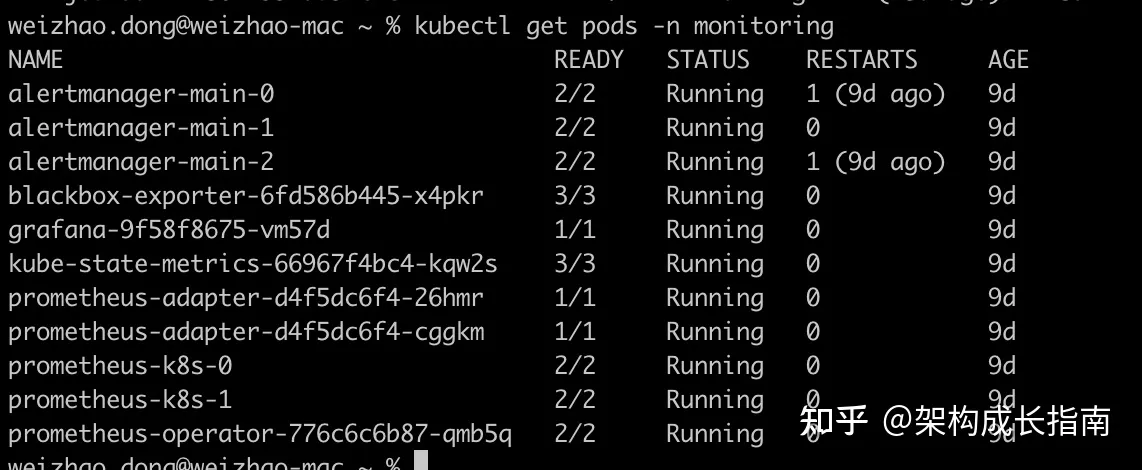 weizhao.dong@weizhao-mac ~ % kubectl get pods -n monitoring
NAME READY STATUS RESTARTS AGE
alertmanager-main-0 2/2 Running 1 (9d ago) 9d
alertmanager-main-1 2/2 Running 0 9d
alertmanager-main-2 2/2 Running 1 (9d ago) 9d
blackbox-exporter-6fd586b445-x4pkr 3/3 Running 0 9d
grafana-9f58f8675-vm57d 1/1 Running 0 9d
kube-state-metrics-66967f4bc4-kqw2s 3/3 Running 0 9d
prometheus-adapter-d4f5dc6f4-26hmr 1/1 Running 0 9d
prometheus-adapter-d4f5dc6f4-cggkm 1/1 Running 0 9d
prometheus-k8s-0 2/2 Running 0 9d
prometheus-k8s-1 2/2 Running 0 9d
prometheus-operator-776c6c6b87-qmb5q 2/2 Running 0 9d
知乎 @架构成长指南
weizhao.dong@weizhao-mac ~ %